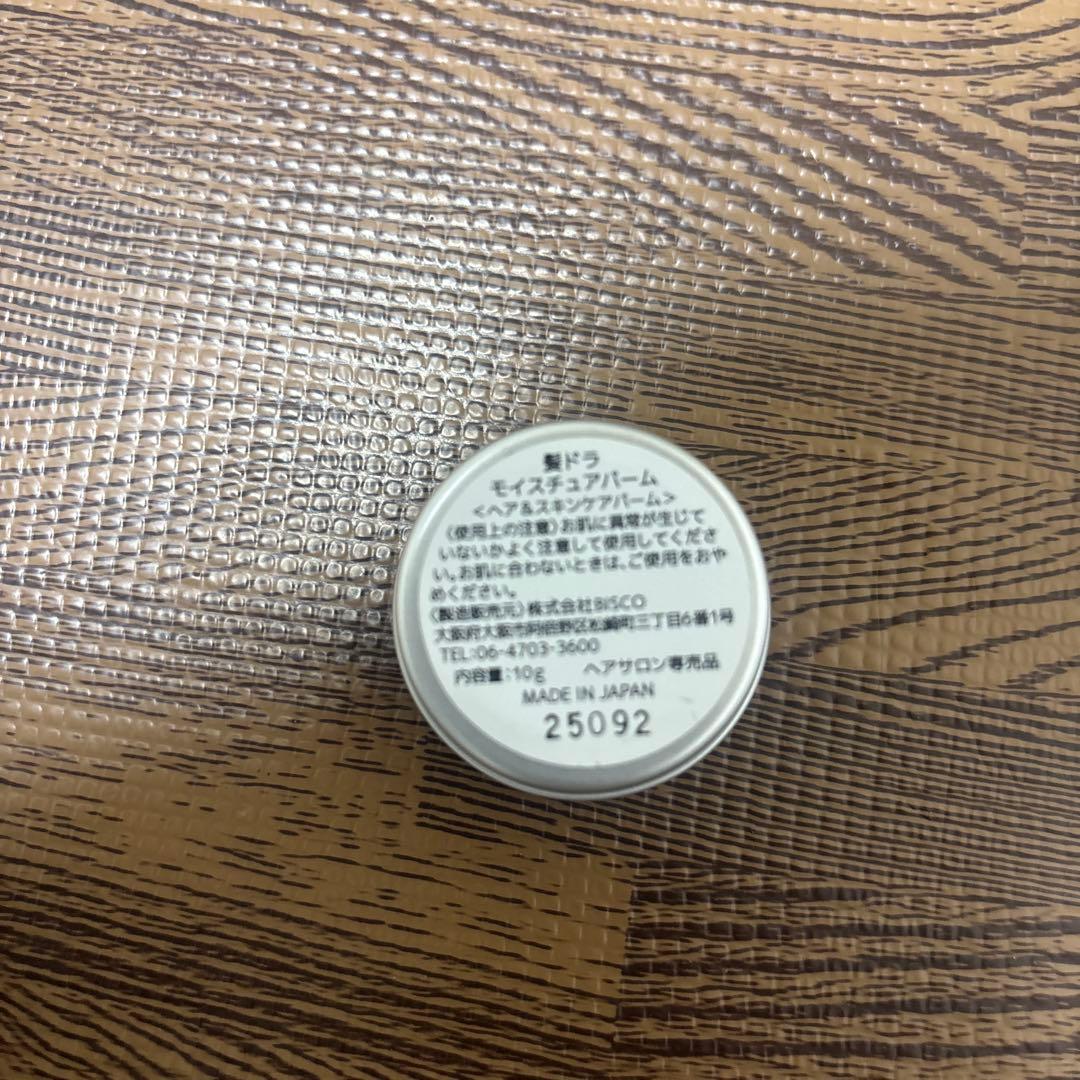 髪ドラ
モイスチュアバーム
<ヘア&スキンケアバーム>
〈使用上の注意〉お肌に異常が生じて
いないかよく注意して使用してくださ
い。お肌に合わないときは、ご使用をおや
めください。
〈製造販売元〉株式会社BISCO
大阪府大阪市阿倍野区松崎町三丁目6番1号
TEL:06-4703-3600
内容量:10g ヘアサロン専売品
MADE IN JAPAN
25092